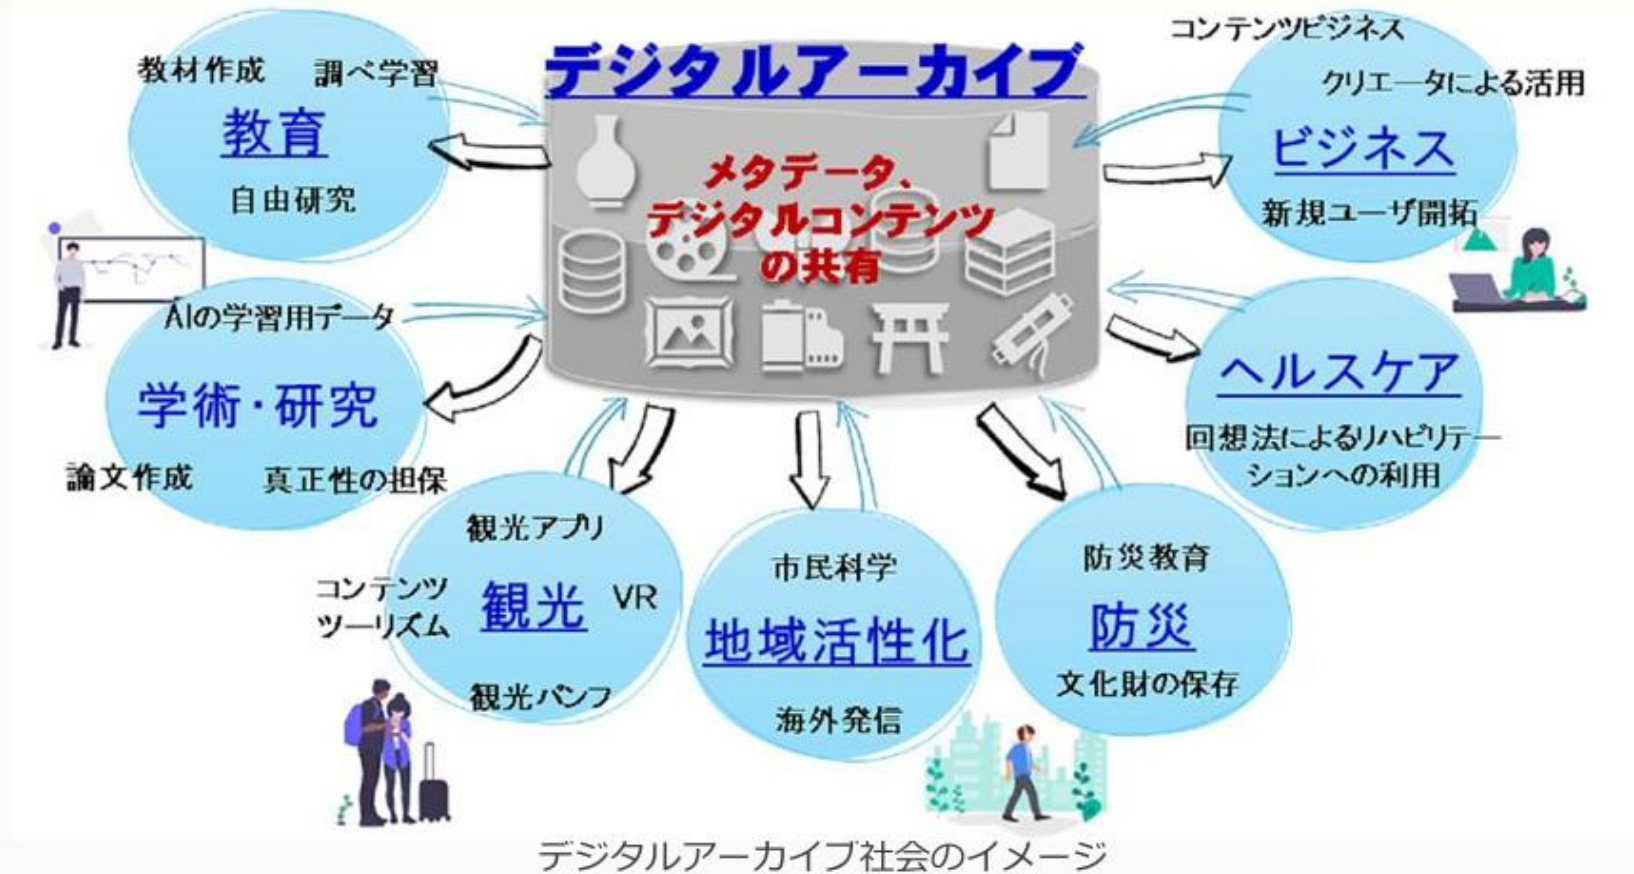 デジタルアーカイブ
メタデータ、
デジタルコンテンツ
の共有
教材作成
調べ学習
教育
自由研究
AIの学習用データ
学術・研究
論文作成
真正性の担保
観光アプリ
コンテンツ
ツーリズム
観光
VR
観光パンフ
市民科学
地域活性化
海外発信
防災教育
防災
文化財の保存
ヘルスケア
回想法によるリハビリテー
ションへの利用
コンテンツビジネス
クリエータによる活用
ビジネス
新規ユーザ開拓
デジタルアーカイブ社会のイメージ